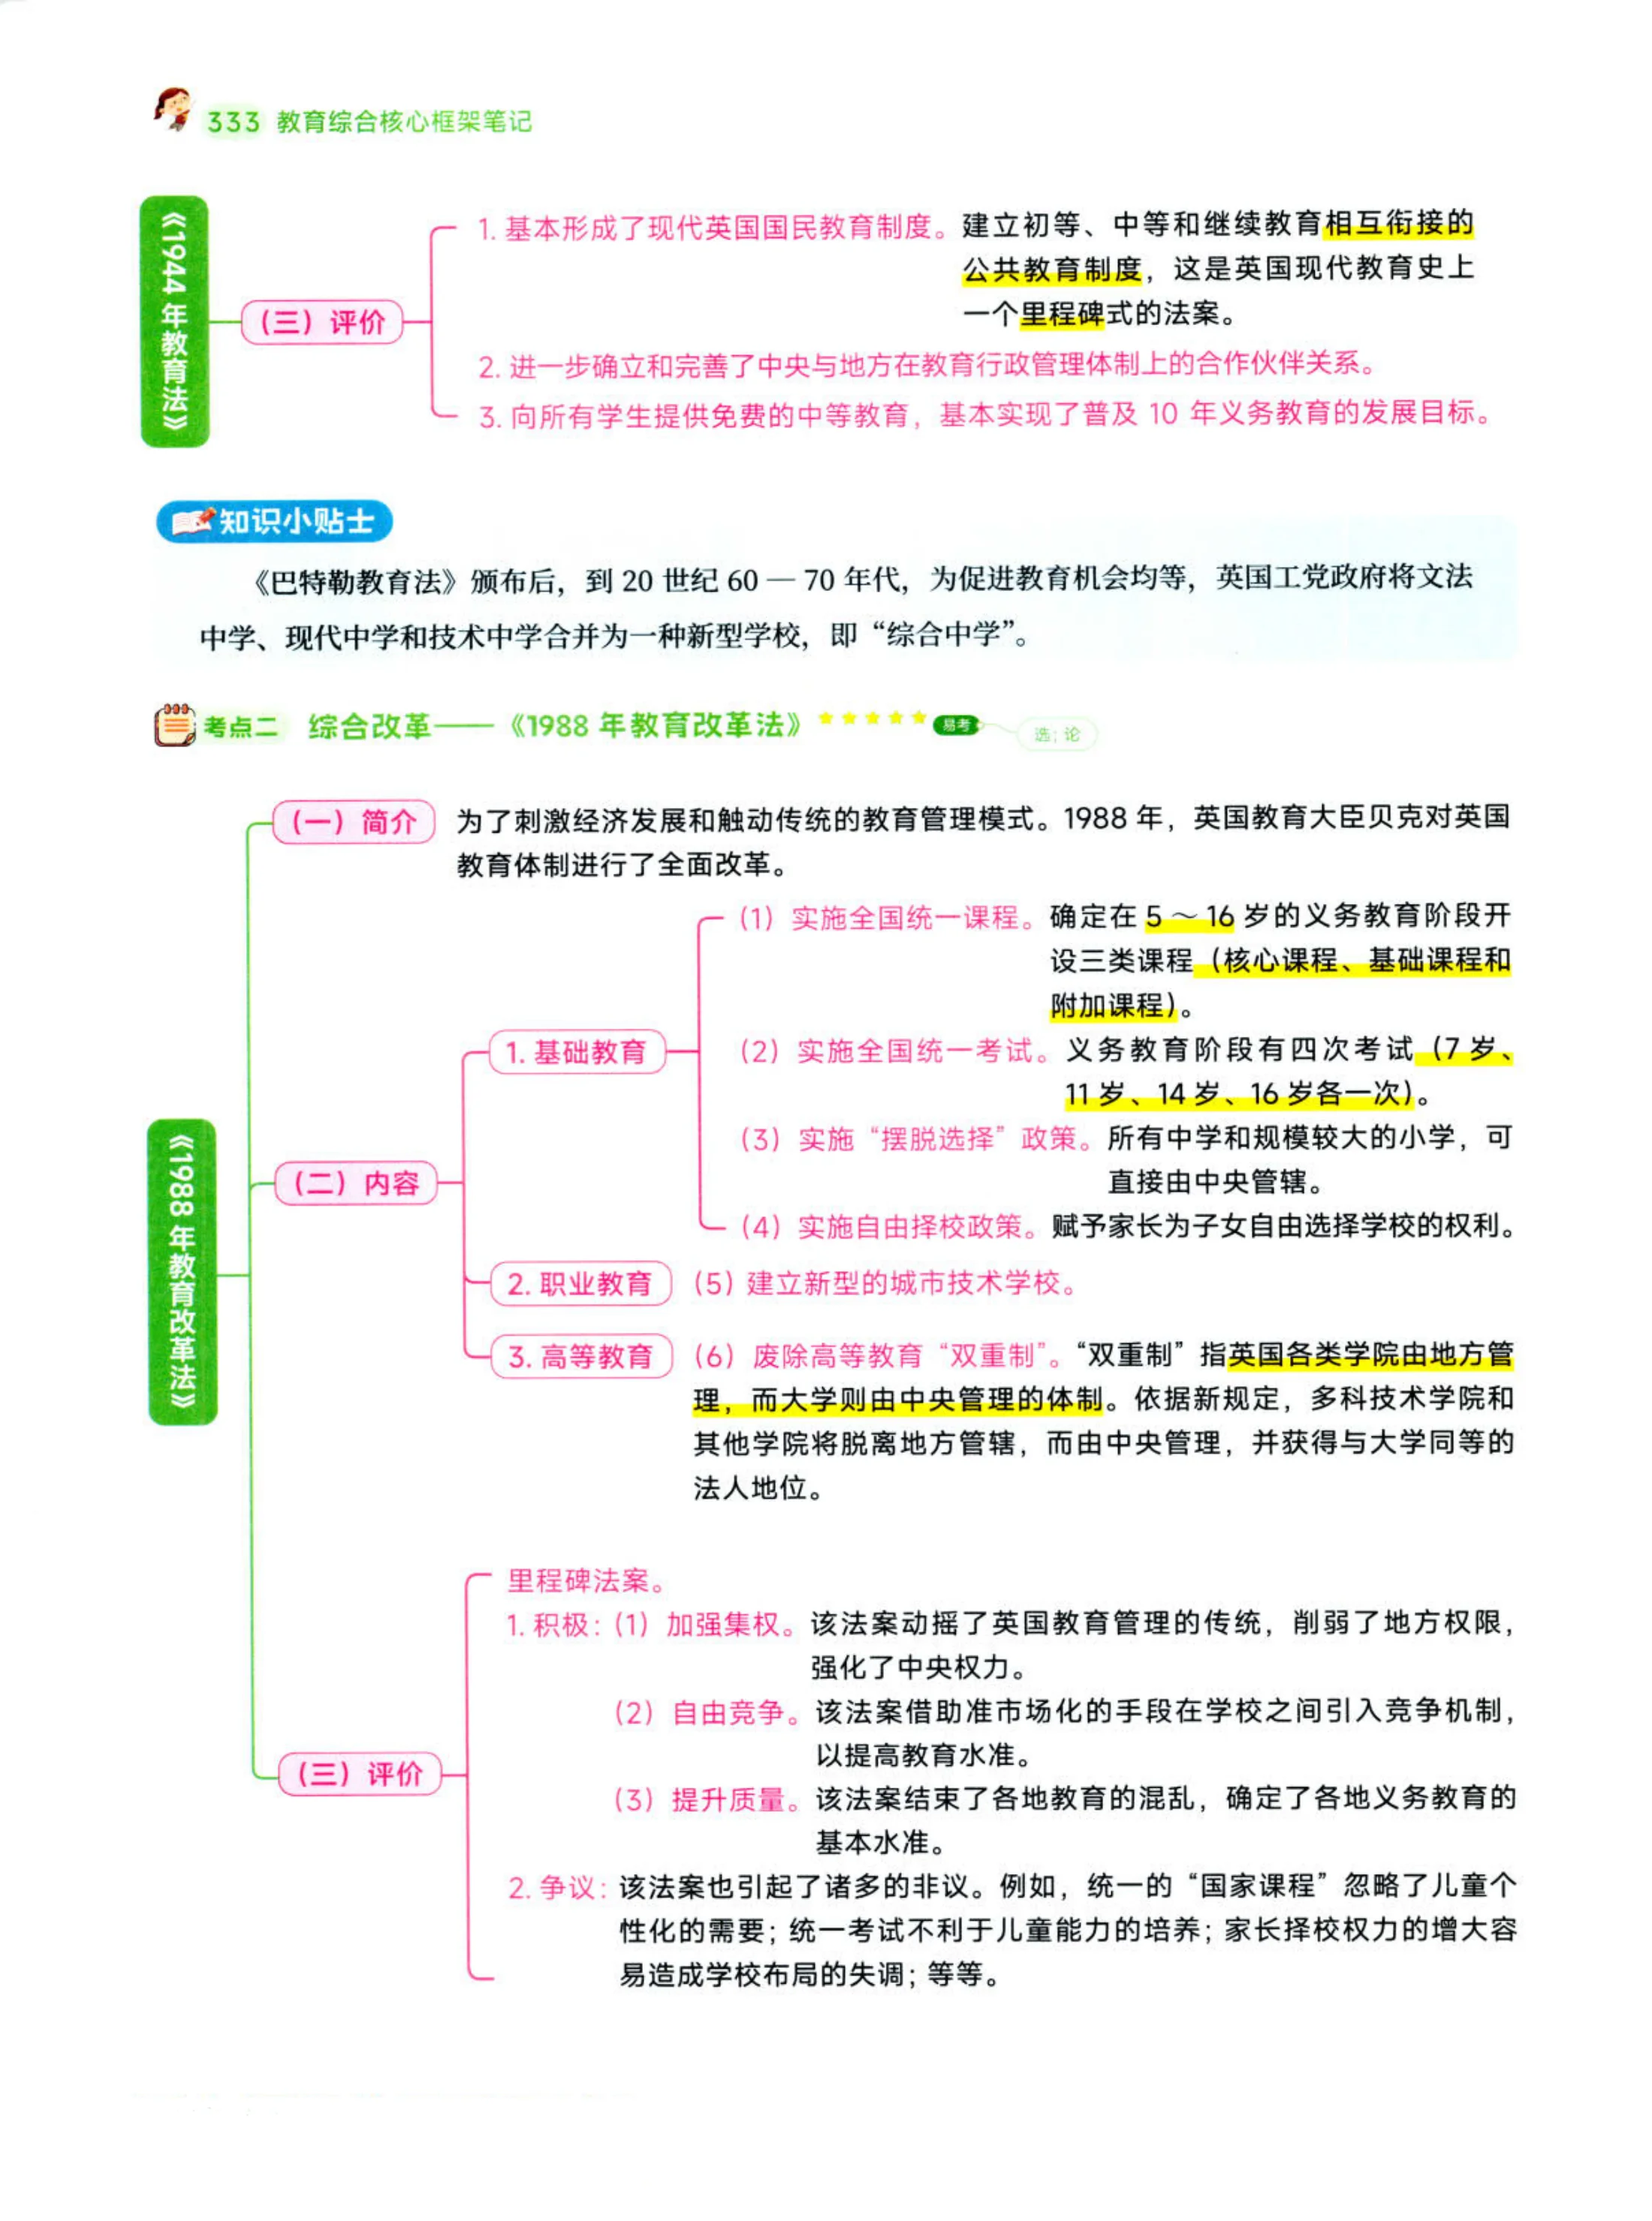 333 教育综合核心框架笔记
《1944 年教育法》
（三）评价
1. 基本形成了现代英国国民教育制度。建立初等、中等和继续教育相互衔接的
公共教育制度，这是英国现代教育史上
一个里程碑式的法案。
2. 进一步确立和完善了中央与地方在教育行政管理体制上的合作伙伴关系。
3. 向所有学生提供免费的中等教育，基本实现了普及 10 年义务教育的发展目标。
知识小贴士
《巴特勒教育法》颁布后，到 20 世纪 60 — 70 年代，为促进教育机会均等，英国工党政府将文法
中学、现代中学和技术中学合并为一种新型学校，即“综合中学”。
考点二 综合改革——《1988 年教育改革法》 ★★★★★ 易考 选；论
《1988 年教育改革法》
（一）简介 为了刺激经济发展和触动传统的教育管理模式。1988 年，英国教育大臣贝克对英国
教育体制进行了全面改革。
（二）内容
1. 基础教育
（1）实施全国统一课程。确定在 5 ～ 16 岁的义务教育阶段开
设三类课程（核心课程、基础课程和
附加课程）。
（2）实施全国统一考试。义务教育阶段有四次考试（7 岁、
11 岁、14 岁、16 岁各一次）。
（3）实施“摆脱选择”政策。所有中学和规模较大的小学，可
直接由中央管辖。
（4）实施自由择校政策。赋予家长为子女自由选择学校的权利。
2. 职业教育 （5）建立新型的城市技术学校。
3. 高等教育 （6）废除高等教育“双重制”。“双重制”指英国各类学院由地方管
理，而大学则由中央管理的体制。依据新规定，多科技术学院和
其他学院将脱离地方管辖，而由中央管理，并获得与大学同等的
法人地位。
（三）评价
里程碑法案。
1. 积极：（1）加强集权。该法案动摇了英国教育管理的传统，削弱了地方权限，
强化了中央权力。
（2）自由竞争。该法案借助准市场化的手段在学校之间引入竞争机制，
以提高教育水准。
（3）提升质量。该法案结束了各地教育的混乱，确定了各地义务教育的
基本水准。
2. 争议：该法案也引起了诸多的非议。例如，统一的“国家课程”忽略了儿童个
性化的需要；统一考试不利于儿童能力的培养；家长择校权力的增大容
易造成学校布局的失调；等等。